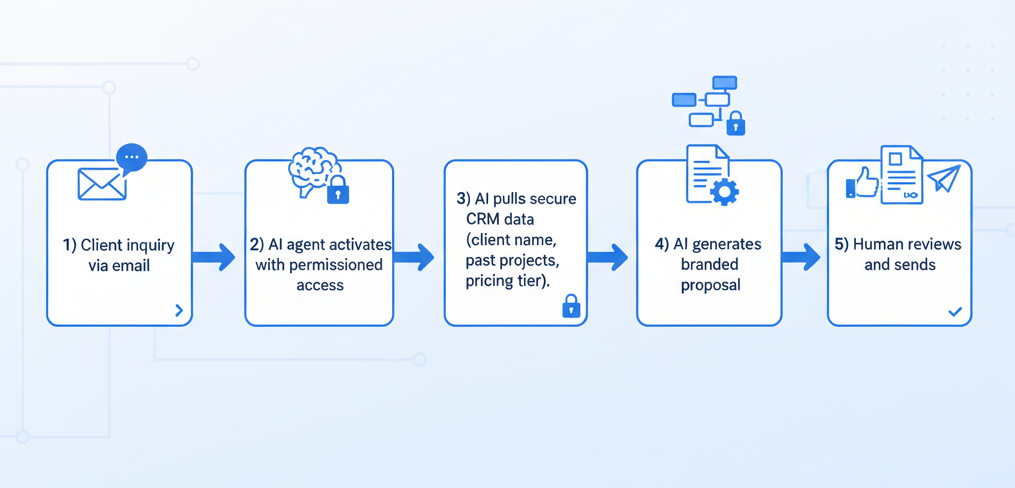 1) Client inquiry
via email
2) AI agent activates
with permissioned
access
3) AI pulls secure
CRM data
(client name,
past projects,
pricing tier).
4) AI generates
branded
proposal
5) Human reviews
and sends